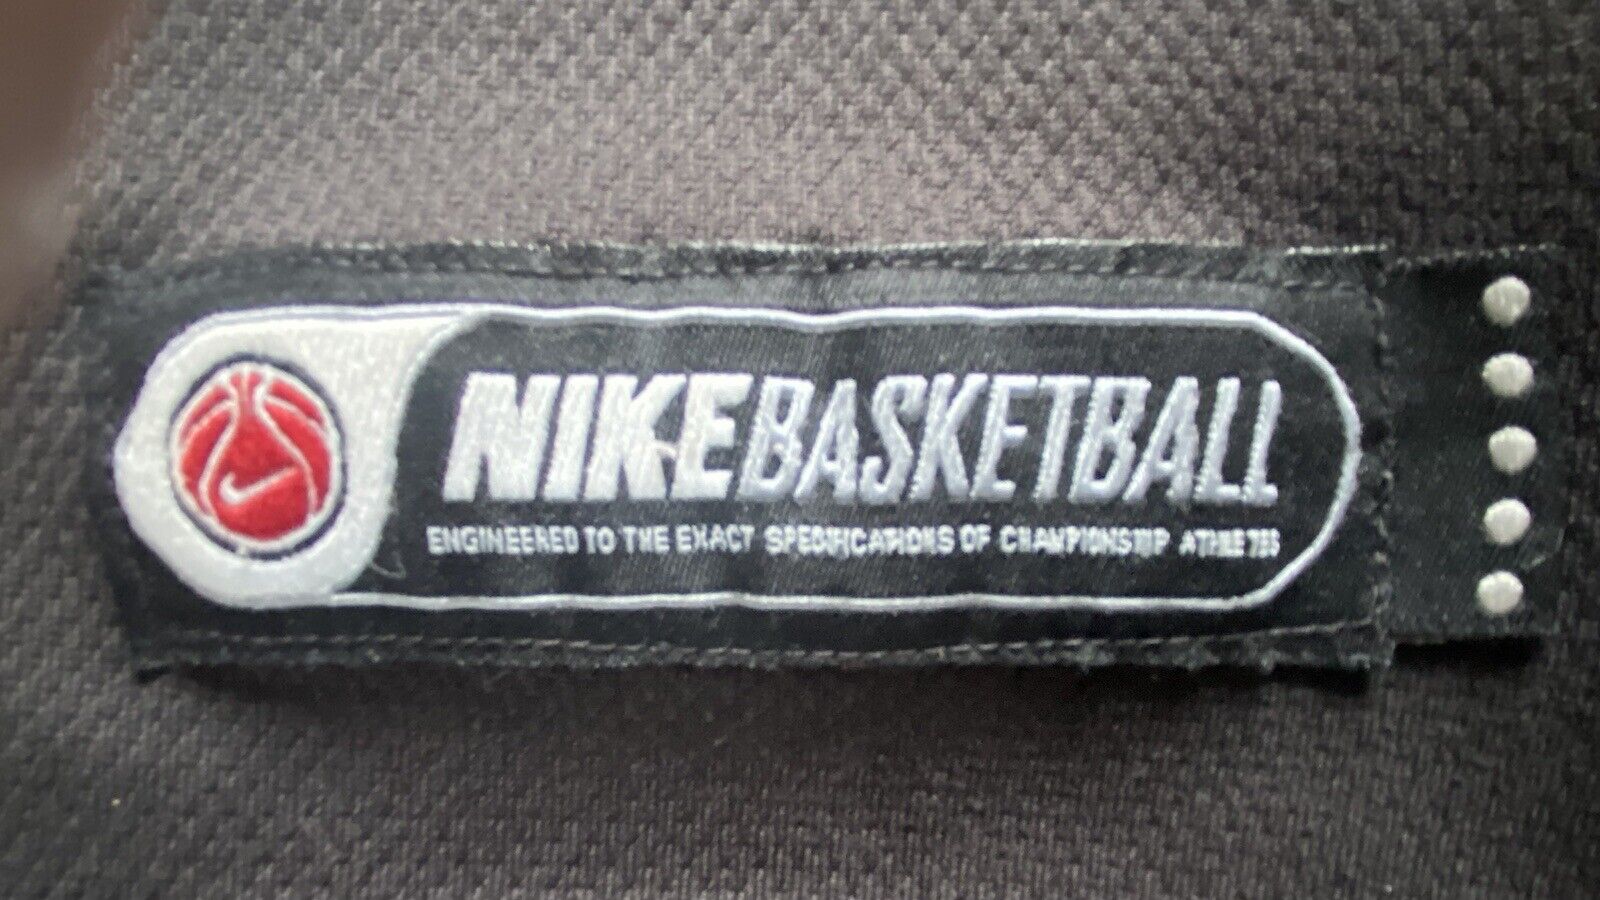 NIKEBASKETBALL
ENGINEERED TO THE EXACT SPECIFICATIONS OF CHAMPIONSHIP ATHLETES